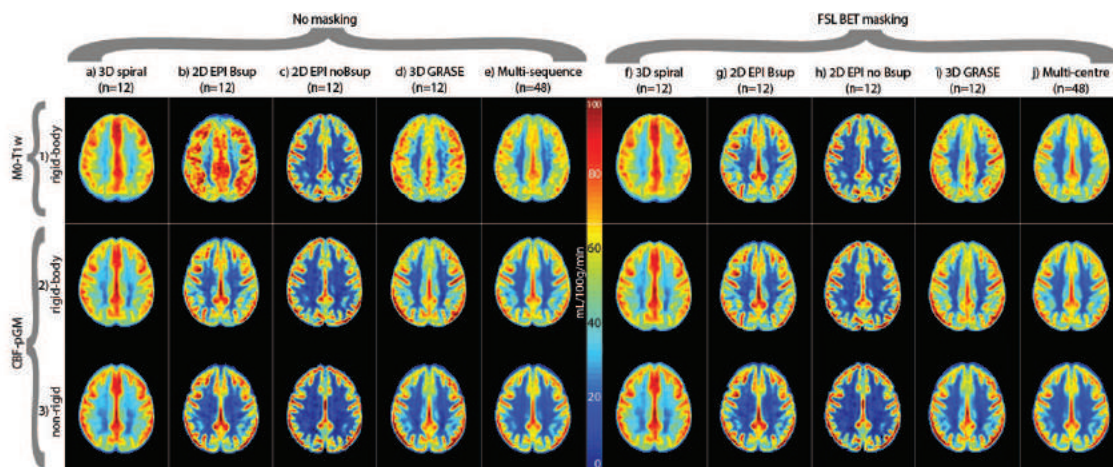 No masking
FSL BET masking
a) 3D spiral (n=12)
b) 2D EPI Bsup (n=12)
c) 2D EPI noBsup (n=12)
d) 3D GRASE (n=12)
e) Multi-sequence (n=48)
f) 3D spiral (n=12)
g) 2D EPI Bsup (n=12)
h) 2D EPI no Bsup (n=12)
i) 3D GRASE (n=12)
j) Multi-centre (n=48)
M0-T1w
1) rigid-body
CBF-pGM
2) rigid-body
3) non-rigid
100
80
60
mL/100g/min
40
20
0